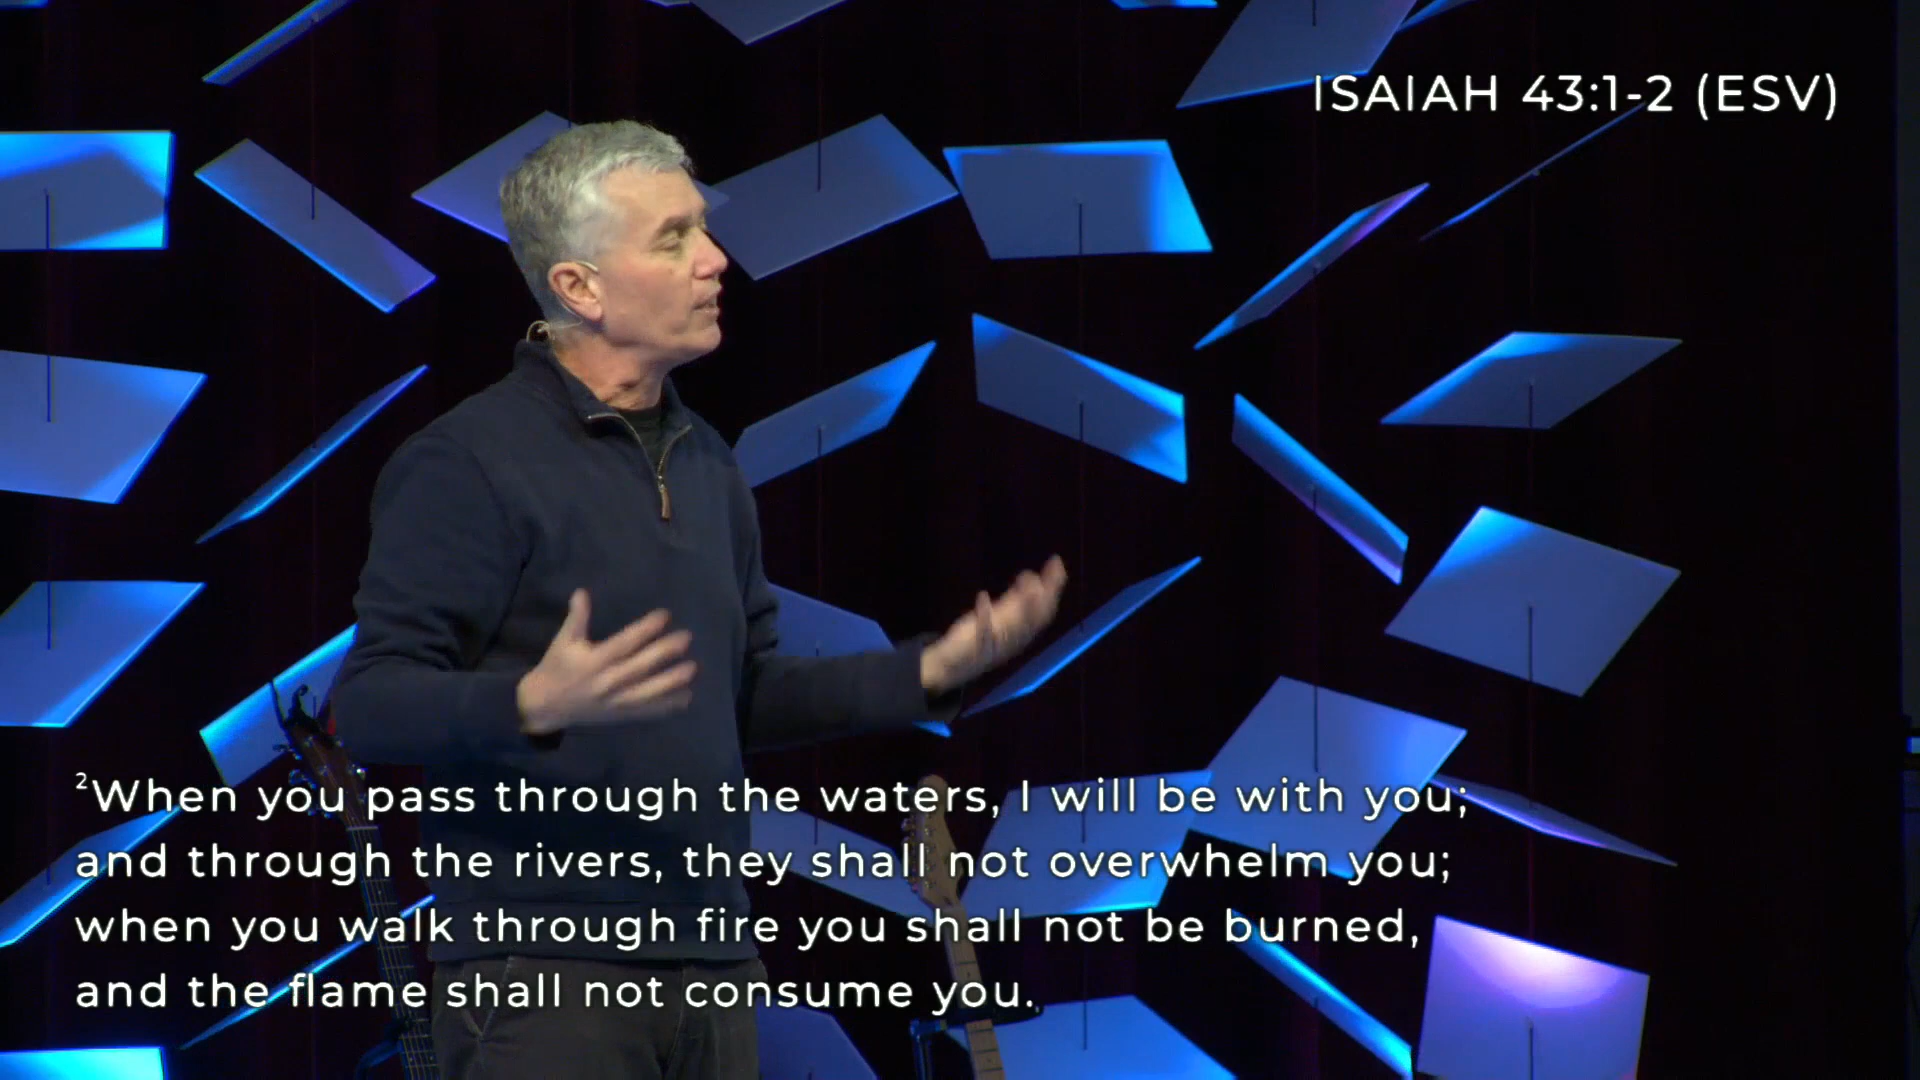 ISAIAH 43:1-2 (ESV)
²When you pass through the waters, I will be with you;
and through the rivers, they shall not overwhelm you;
when you walk through fire you shall not be burned,
and the flame shall not consume you.